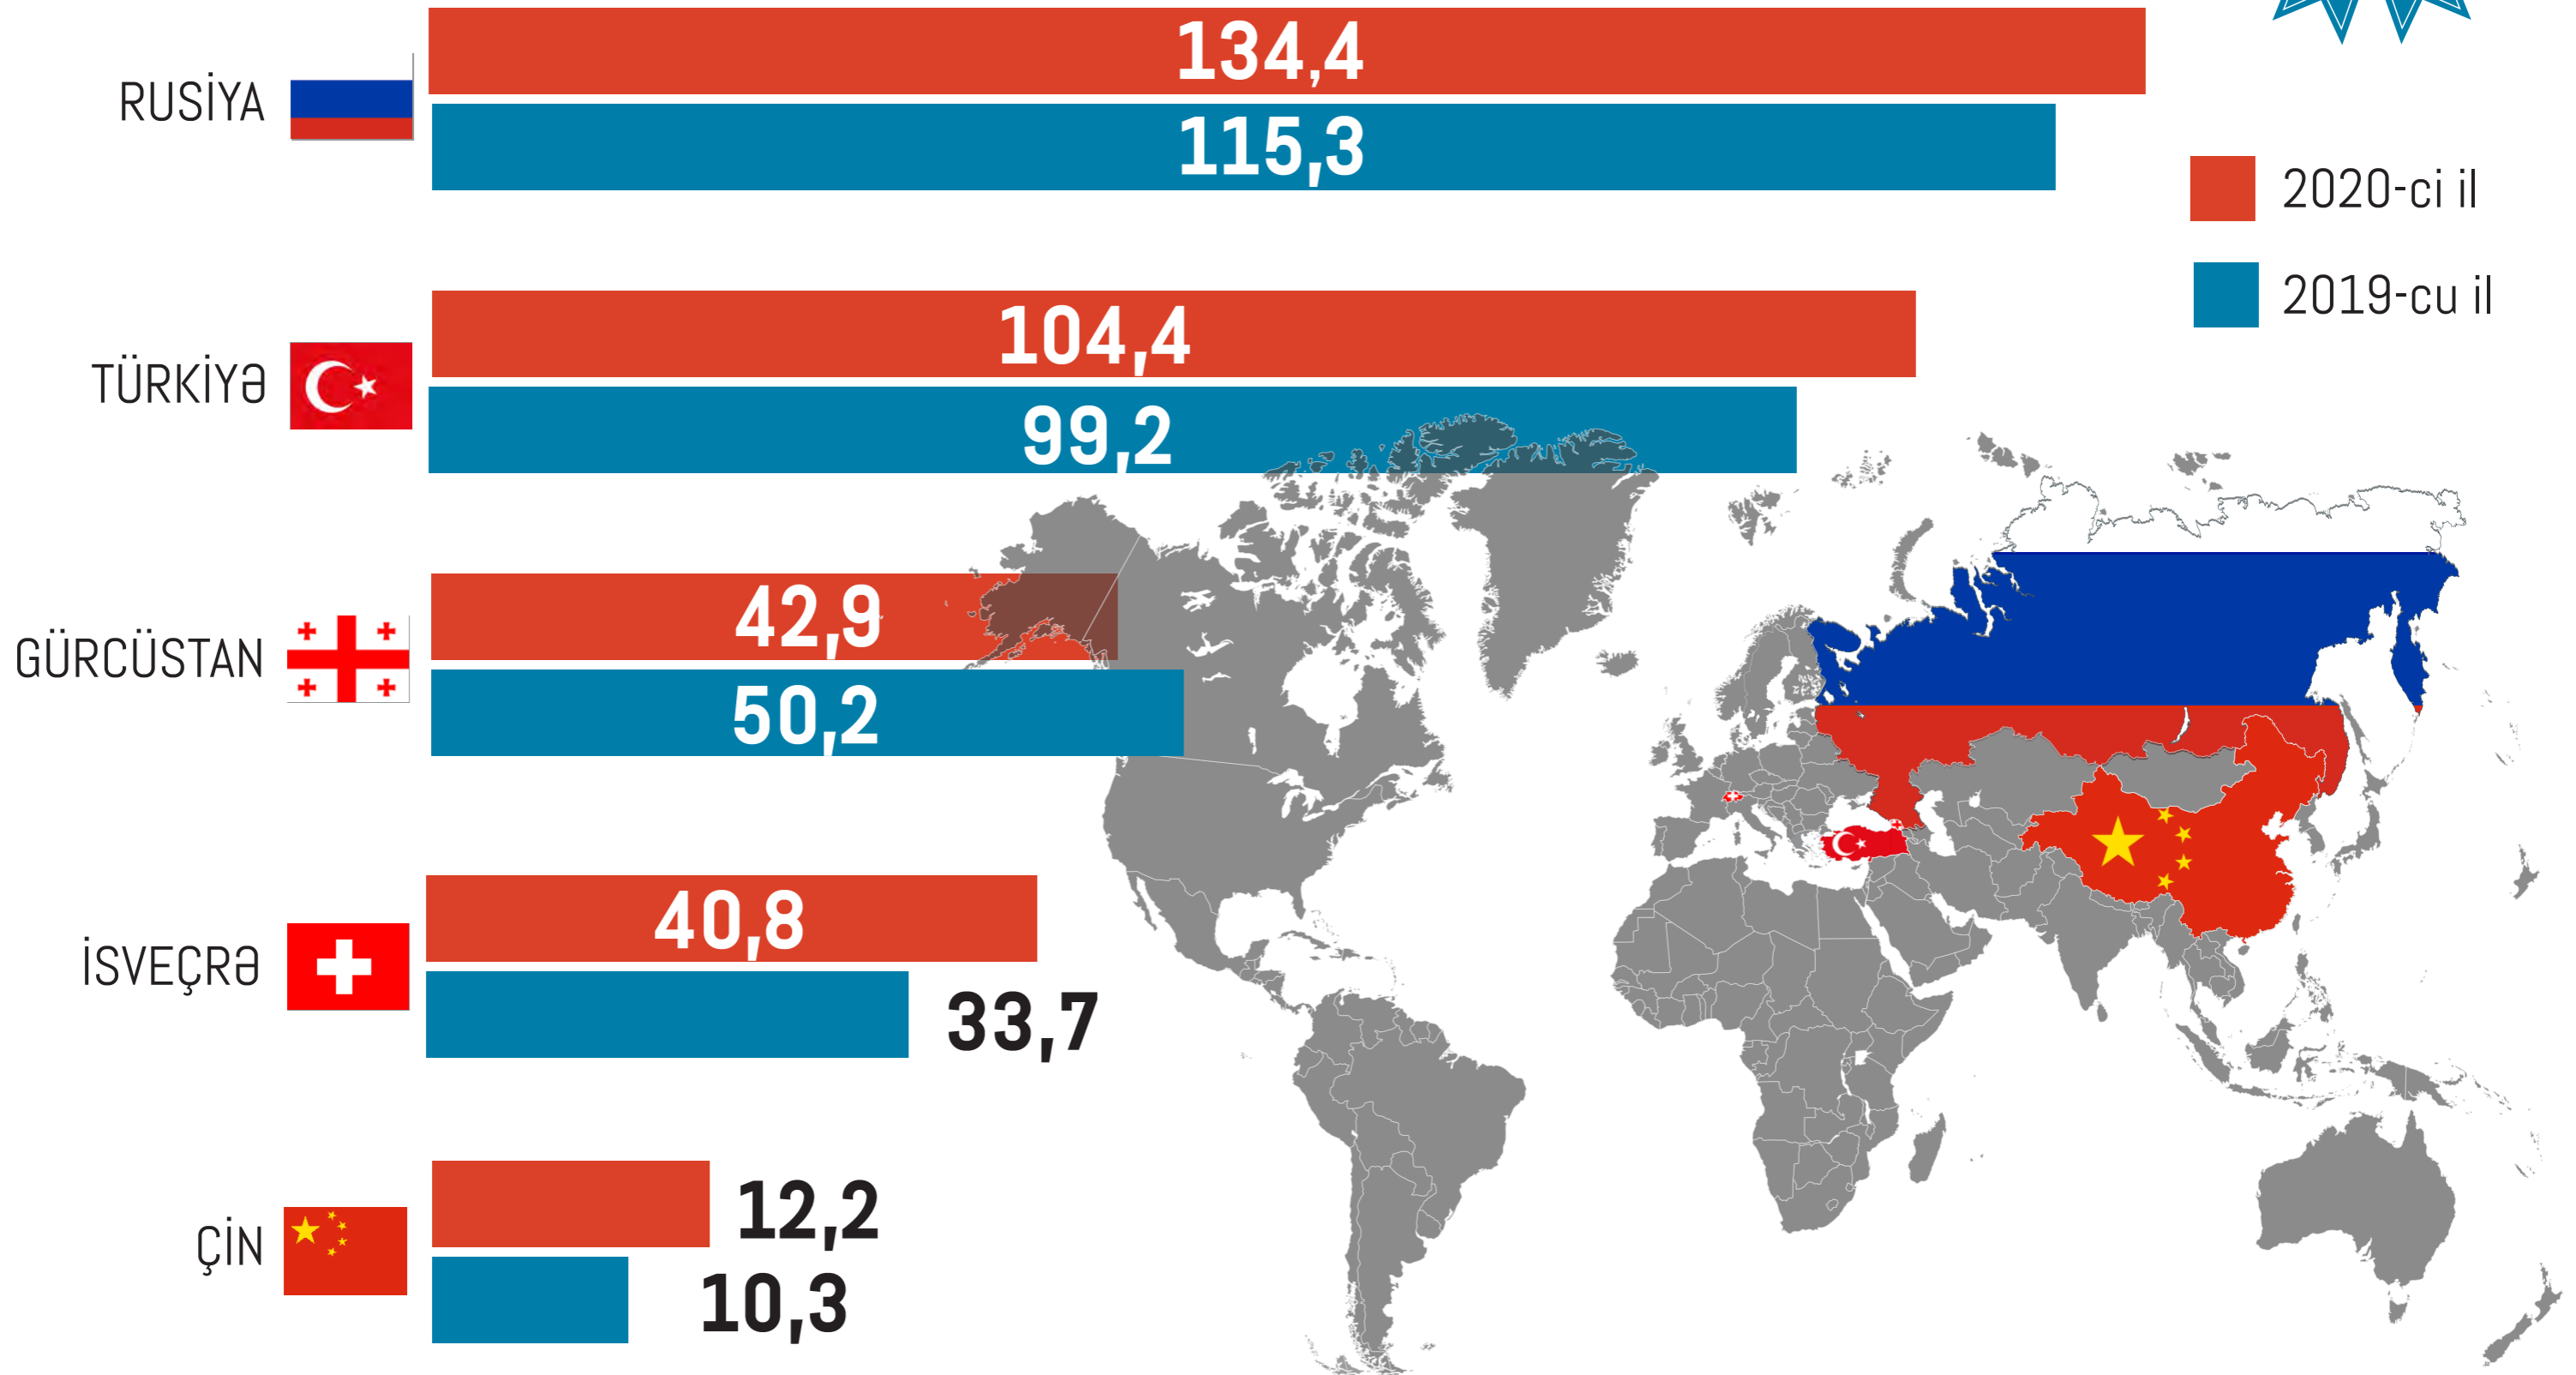 134,4
RUSİYA
115,3
2020-ci il
2019-cu il
104,4
TÜRKİYƏ
99,2
42,9
GÜRCÜSTAN
50,2
40,8
İSVEÇRƏ
33,7
12,2
ÇİN
10,3